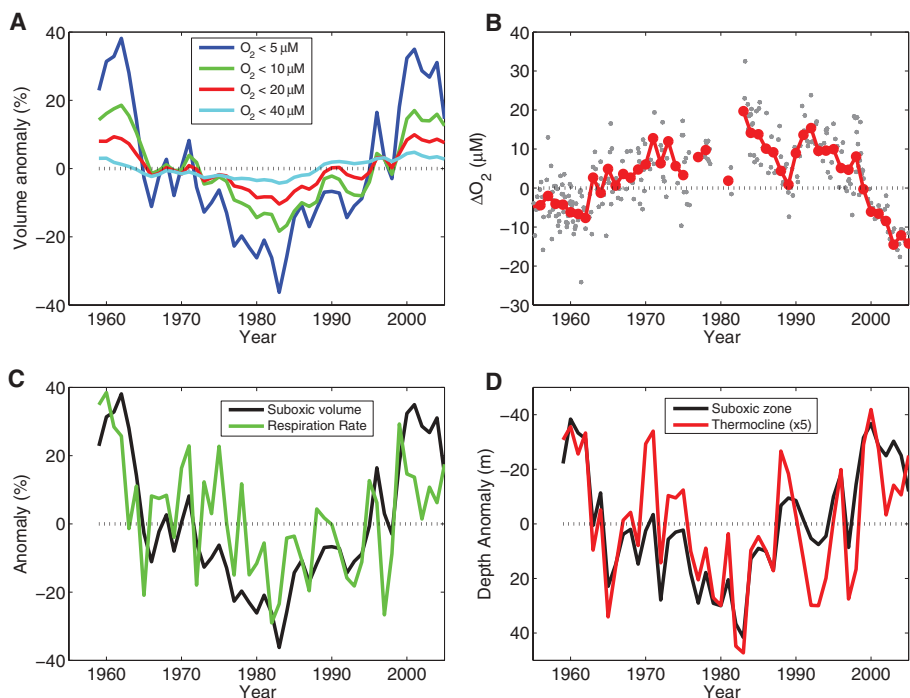 A
40
20
0
−20
−40
Volume anomaly (%)
O2 < 5 µM
O2 < 10 µM
O2 < 20 µM
O2 < 40 µM
1960 1970 1980 1990 2000
Year
B
40
30
20
10
0
−10
−20
−30
ΔO2 (µM)
1960 1970 1980 1990 2000
Year
C
40
20
0
−20
−40
Anomaly (%)
Suboxic volume
Respiration Rate
1960 1970 1980 1990 2000
Year
D
−40
−20
0
20
40
Depth Anomaly (m)
Suboxic zone
Thermocline (x5)
1960 1970 1980 1990 2000
Year